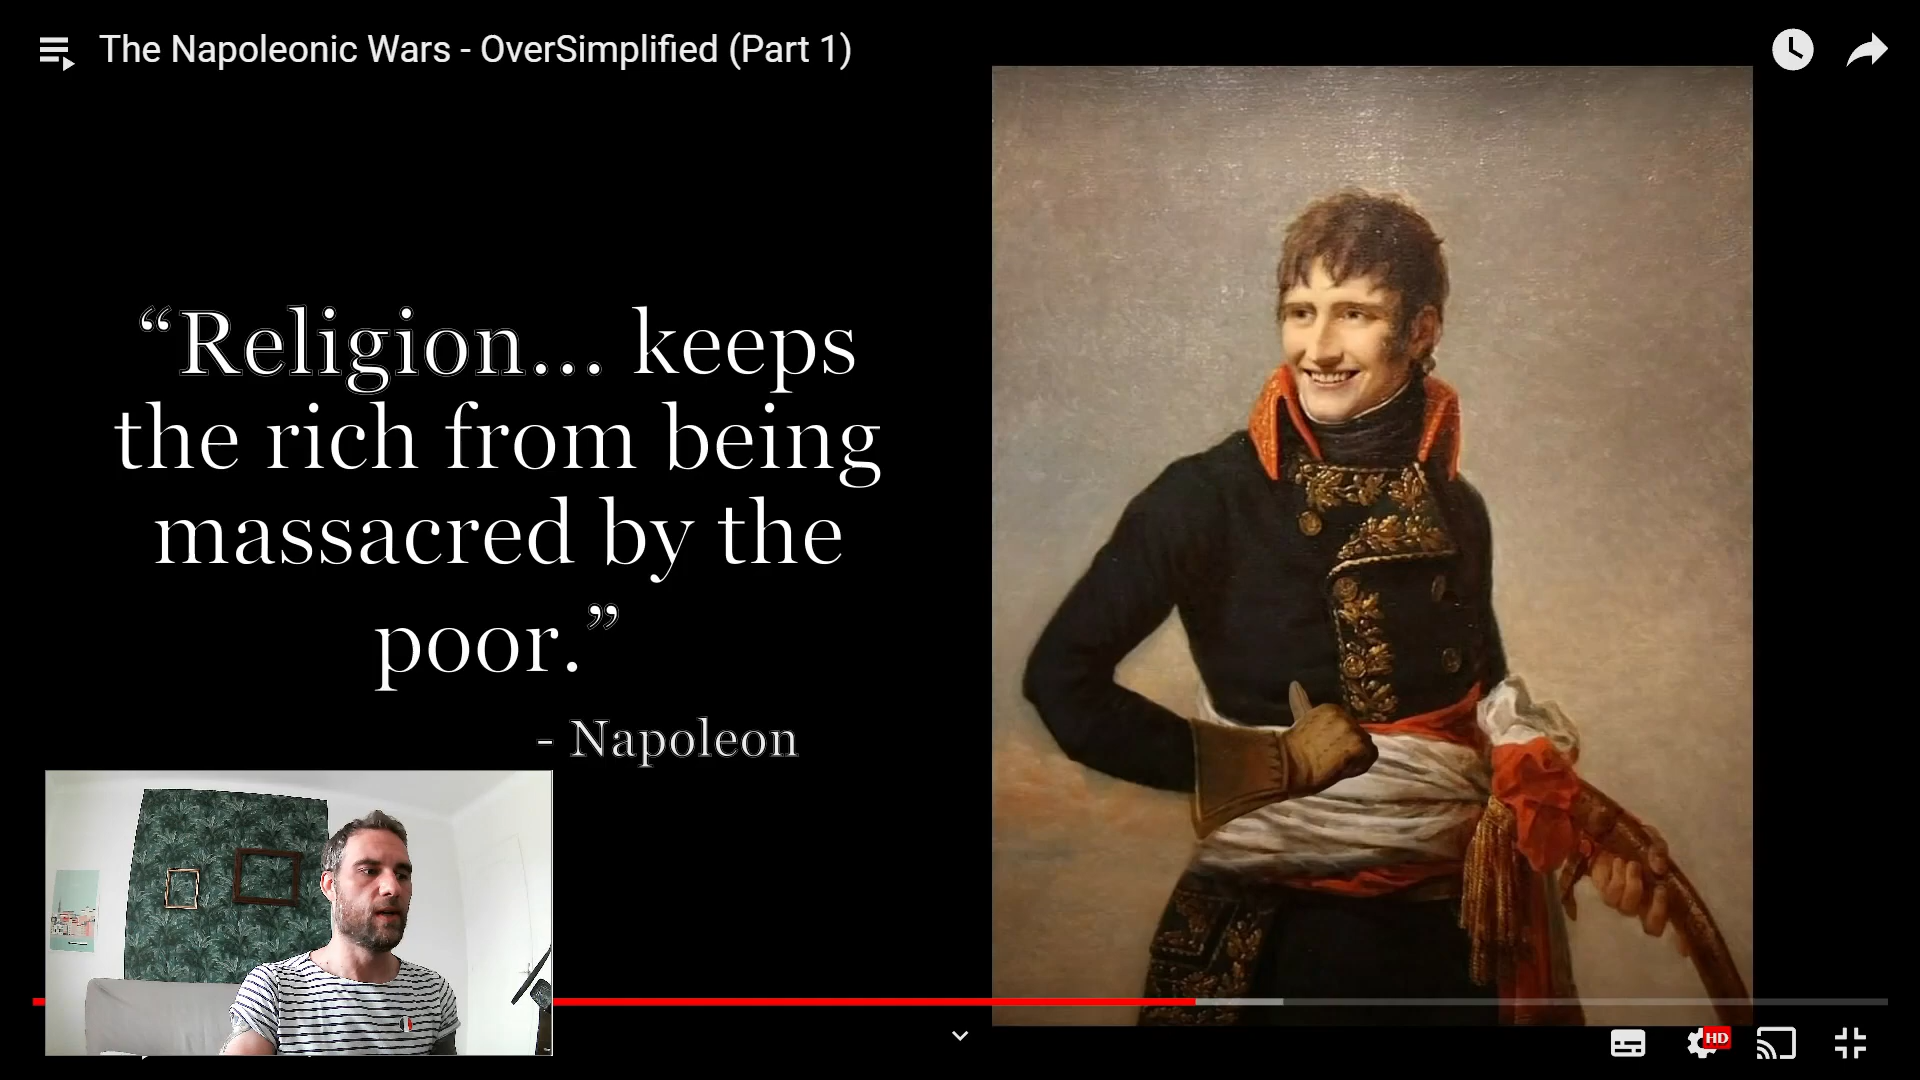 The Napoleonic Wars - OverSimplified (Part 1)
“Religion... keeps
the rich from being
massacred by the
poor.”
- Napoleon
HD